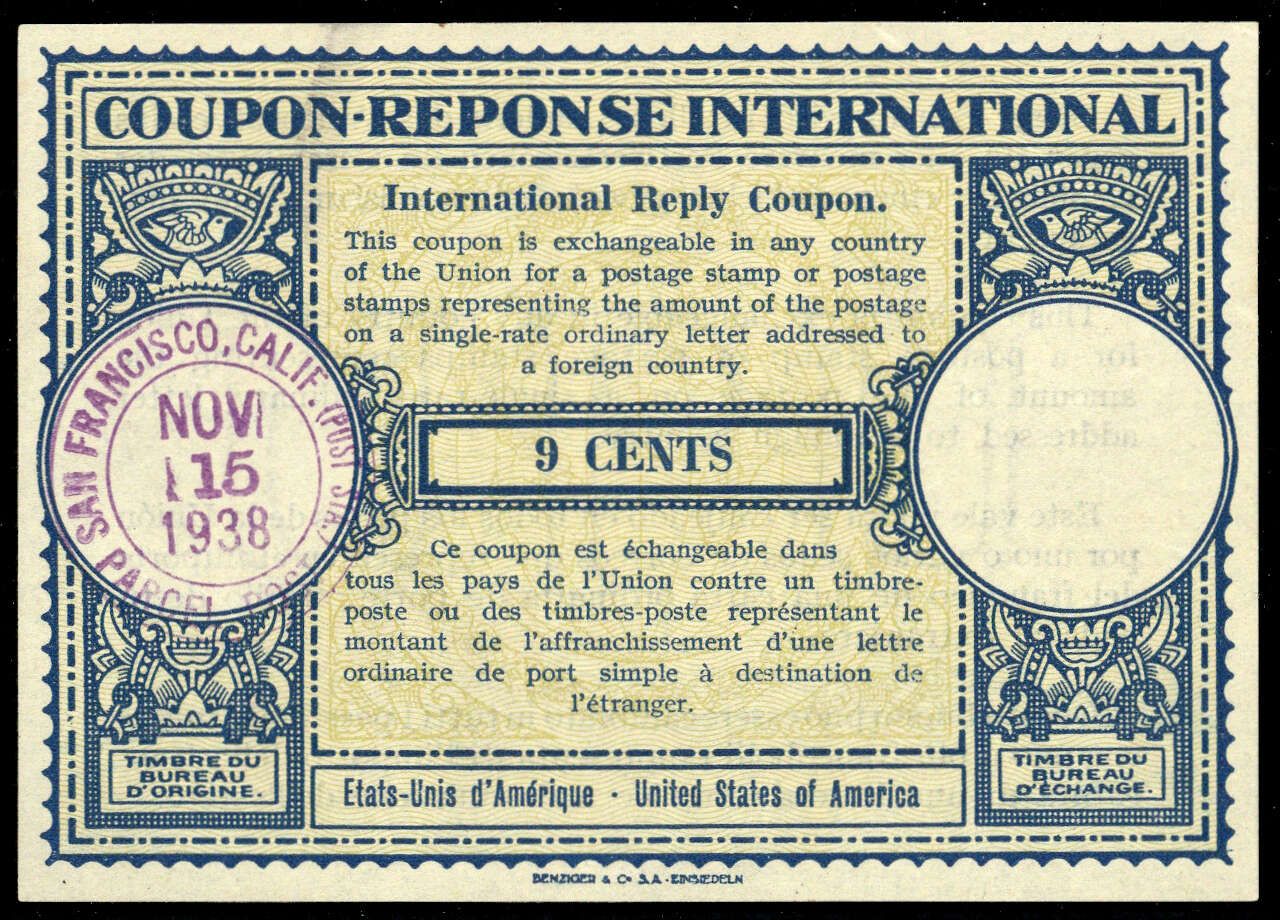 COUPON-REPONSE INTERNATIONAL
International Reply Coupon.
This coupon is exchangeable in any country
of the Union for a postage stamp or postage
stamps representing the amount of the postage
on a single-rate ordinary letter addressed to
a foreign country.
SAN FRANCISCO, CALIF. (POST STA.)
NOV
15
1938
PARCEL POST
9 CENTS
Ce coupon est échangeable dans
tous les pays de l'Union contre un timbre-
poste ou des timbres-poste représentant le
montant de l'affranchissement d'une lettre
ordinaire de port simple à destination de
l'étranger.
TIMBRE DU
BUREAU
D'ORIGINE.
TIMBRE DU
BUREAU
D'ÉCHANGE.
Etats-Unis d'Amérique · United States of America
BENZIGER & Co S.A. - EINSIEDELN